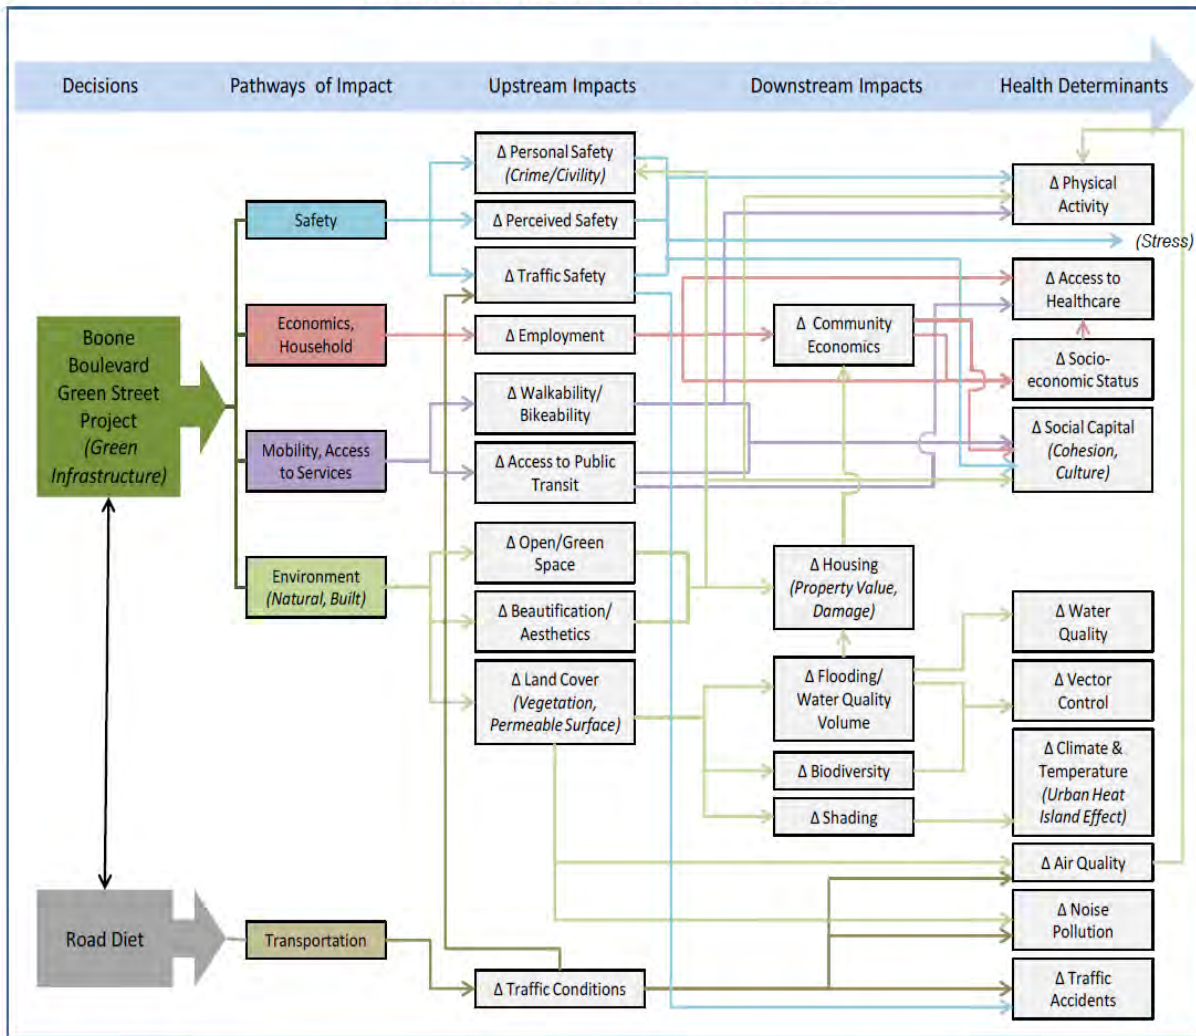 Decisions
Pathways of Impact
Upstream Impacts
Downstream Impacts
Health Determinants
Boone
Boulevard
Green Street
Project
(Green
Infrastructure)
Road Diet
Safety
Economics,
Household
Mobility, Access
to Services
Environment
(Natural, Built)
Transportation
Δ Personal Safety
(Crime/Civility)
Δ Perceived Safety
Δ Traffic Safety
Δ Employment
Δ Walkability/
Bikeability
Δ Access to Public
Transit
Δ Open/Green
Space
Δ Beautification/
Aesthetics
Δ Land Cover
(Vegetation,
Permeable Surface)
Δ Traffic Conditions
Δ Community
Economics
Δ Housing
(Property Value,
Damage)
Δ Flooding/
Water Quality
Volume
Δ Biodiversity
Δ Shading
Δ Physical
Activity
(Stress)
Δ Access to
Healthcare
Δ Socio-
economic Status
Δ Social Capital
(Cohesion,
Culture)
Δ Water
Quality
Δ Vector
Control
Δ Climate &
Temperature
(Urban Heat
Island Effect)
Δ Air Quality
Δ Noise
Pollution
Δ Traffic
Accidents